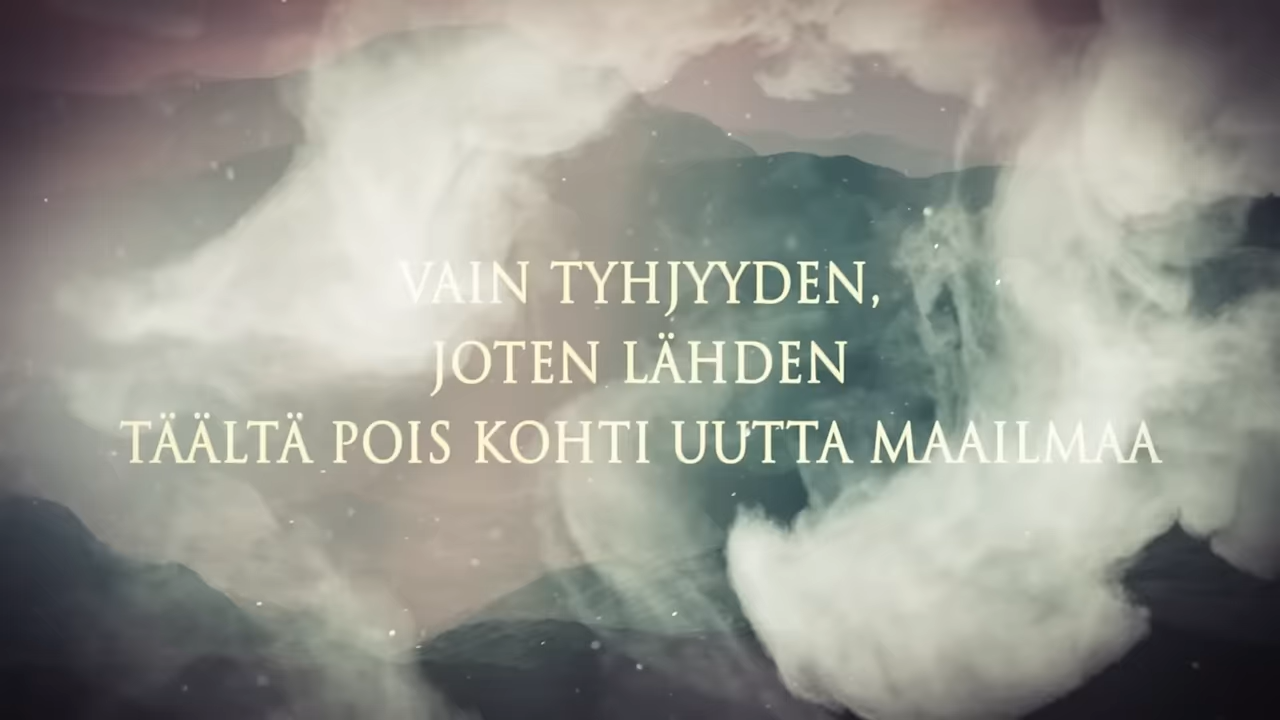 VAIN TYHJYYDEN,
JOTEN LÄHDEN
TÄÄLTÄ POIS KOHTI UUTTA MAAILMAA